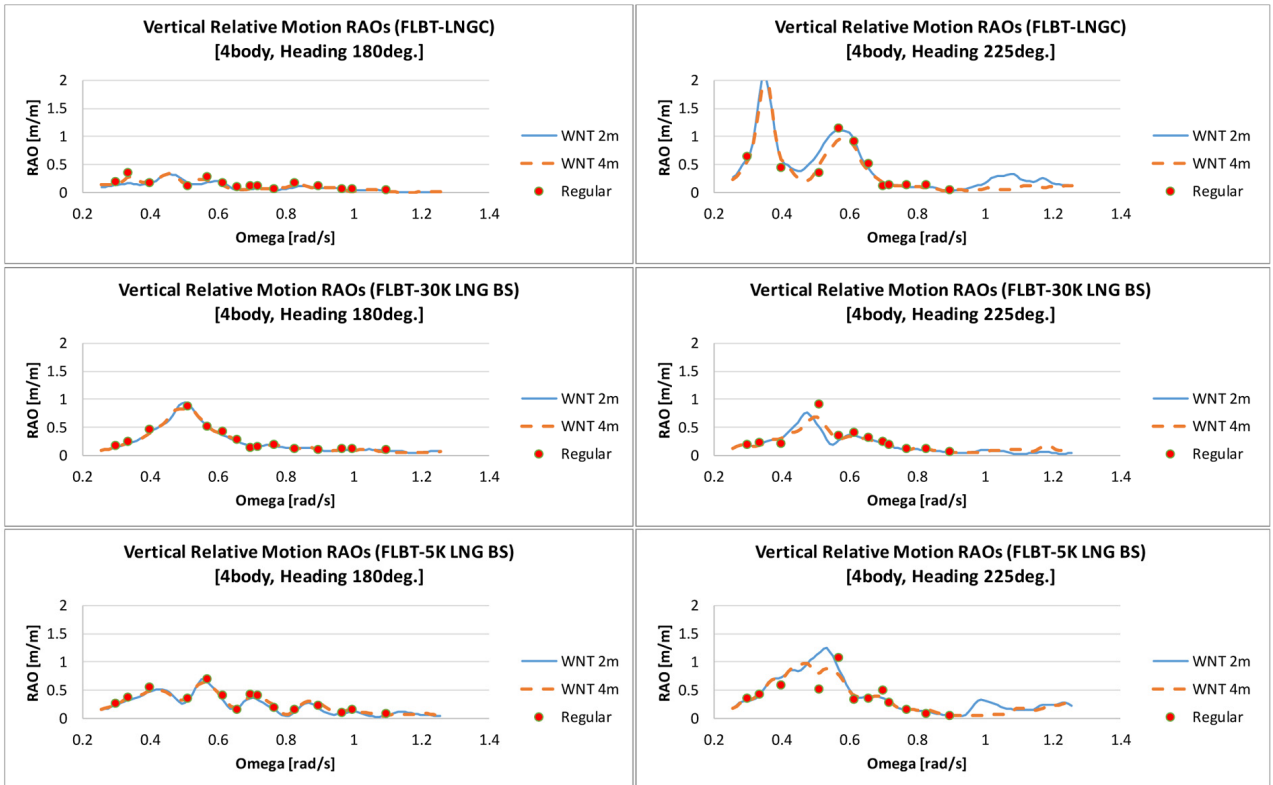 Vertical Relative Motion RAOs (FLBT-LNGC)
[4body, Heading 180deg.]
RAO [m/m]
2
1.5
1
0.5
0
0.2 0.4 0.6 0.8 1 1.2 1.4
Omega [rad/s]
WNT 2m
WNT 4m
Regular
Vertical Relative Motion RAOs (FLBT-LNGC)
[4body, Heading 225deg.]
RAO [m/m]
2
1.5
1
0.5
0
0.2 0.4 0.6 0.8 1 1.2 1.4
Omega [rad/s]
WNT 2m
WNT 4m
Regular
Vertical Relative Motion RAOs (FLBT-30K LNG BS)
[4body, Heading 180deg.]
RAO [m/m]
2
1.5
1
0.5
0
0.2 0.4 0.6 0.8 1 1.2 1.4
Omega [rad/s]
WNT 2m
WNT 4m
Regular
Vertical Relative Motion RAOs (FLBT-30K LNG BS)
[4body, Heading 225deg.]
RAO [m/m]
2
1.5
1
0.5
0
0.2 0.4 0.6 0.8 1 1.2 1.4
Omega [rad/s]
WNT 2m
WNT 4m
Regular
Vertical Relative Motion RAOs (FLBT-5K LNG BS)
[4body, Heading 180deg.]
RAO [m/m]
2
1.5
1
0.5
0
0.2 0.4 0.6 0.8 1 1.2 1.4
Omega [rad/s]
WNT 2m
WNT 4m
Regular
Vertical Relative Motion RAOs (FLBT-5K LNG BS)
[4body, Heading 225deg.]
RAO [m/m]
2
1.5
1
0.5
0
0.2 0.4 0.6 0.8 1 1.2 1.4
Omega [rad/s]
WNT 2m
WNT 4m
Regular